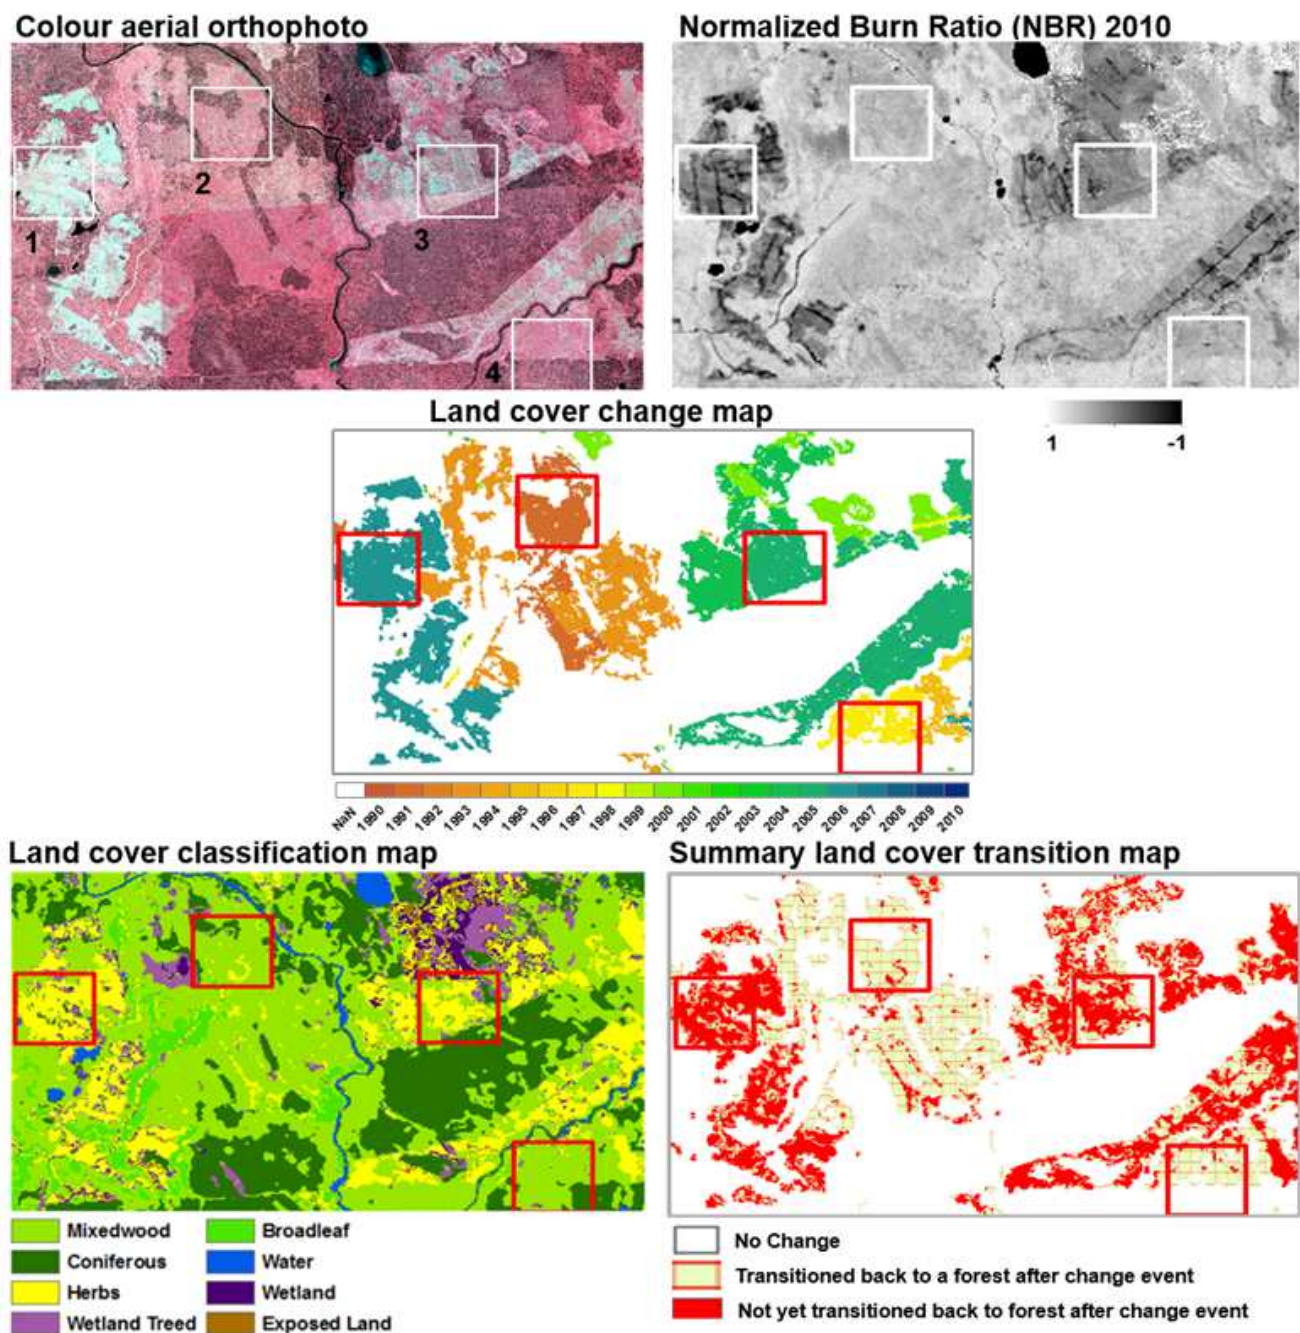 Colour aerial orthophoto
Normalized Burn Ratio (NBR) 2010
1
2
3
4
Land cover change map
1 -1
NaN 1990 1991 1992 1993 1994 1995 1996 1997 1998 1999 2000 2001 2002 2003 2004 2005 2006 2007 2008 2009 2010
Land cover classification map
Summary land cover transition map
Mixedwood
Broadleaf
Coniferous
Water
Herbs
Wetland
Wetland Treed
Exposed Land
No Change
Transitioned back to a forest after change event
Not yet transitioned back to forest after change event